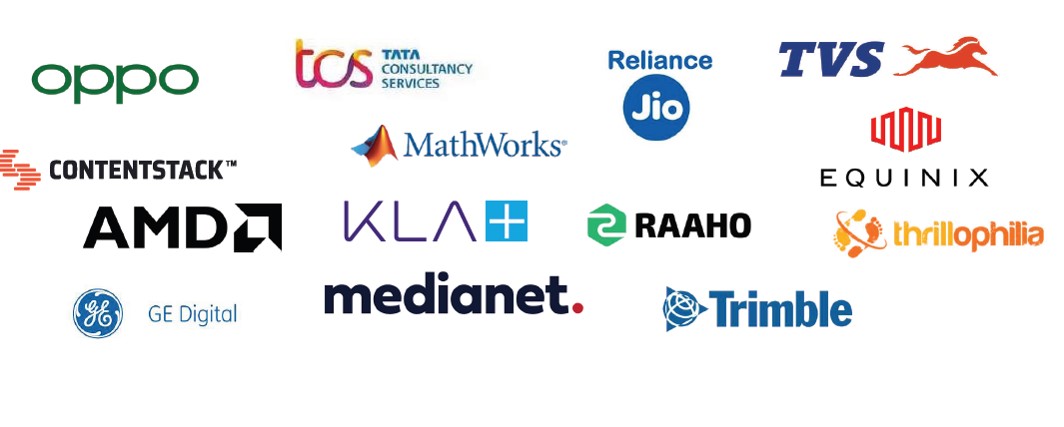 oppo
tcs TATA
CONSULTANCY
SERVICES
Reliance
Jio
TVS
MathWorks®
EQUINIX
CONTENTSTACK™
AMD
KLA+
RAAHO
thrillophilia
GE GE Digital
medianet.
Trimble